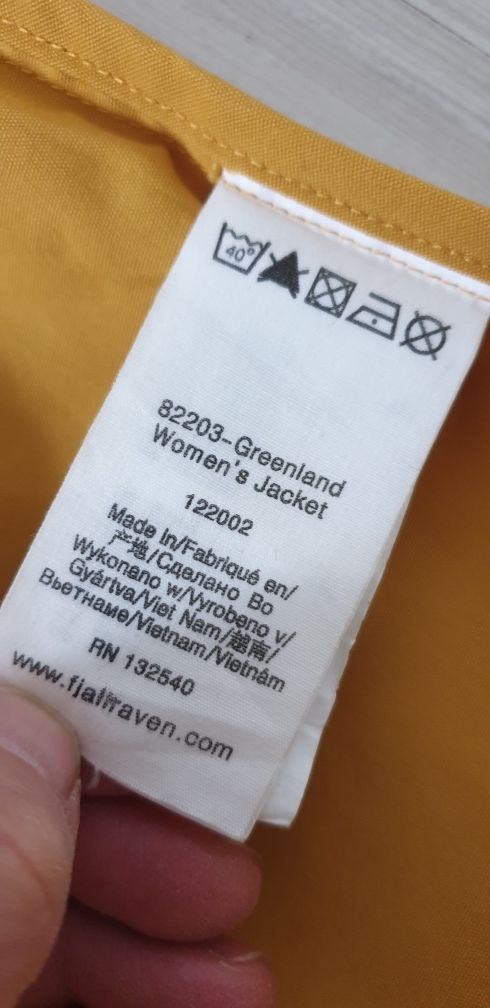 40°
82203-Greenland
Women's Jacket
122002
Made In/Fabriqué en/
产地/Сделано Во
Wykonano w/Vyrobeno v/
Gyártva/Viet Nam/越南/
Вьетнаме/Vietnam/Vietnám
RN 132540
www.fjallraven.com